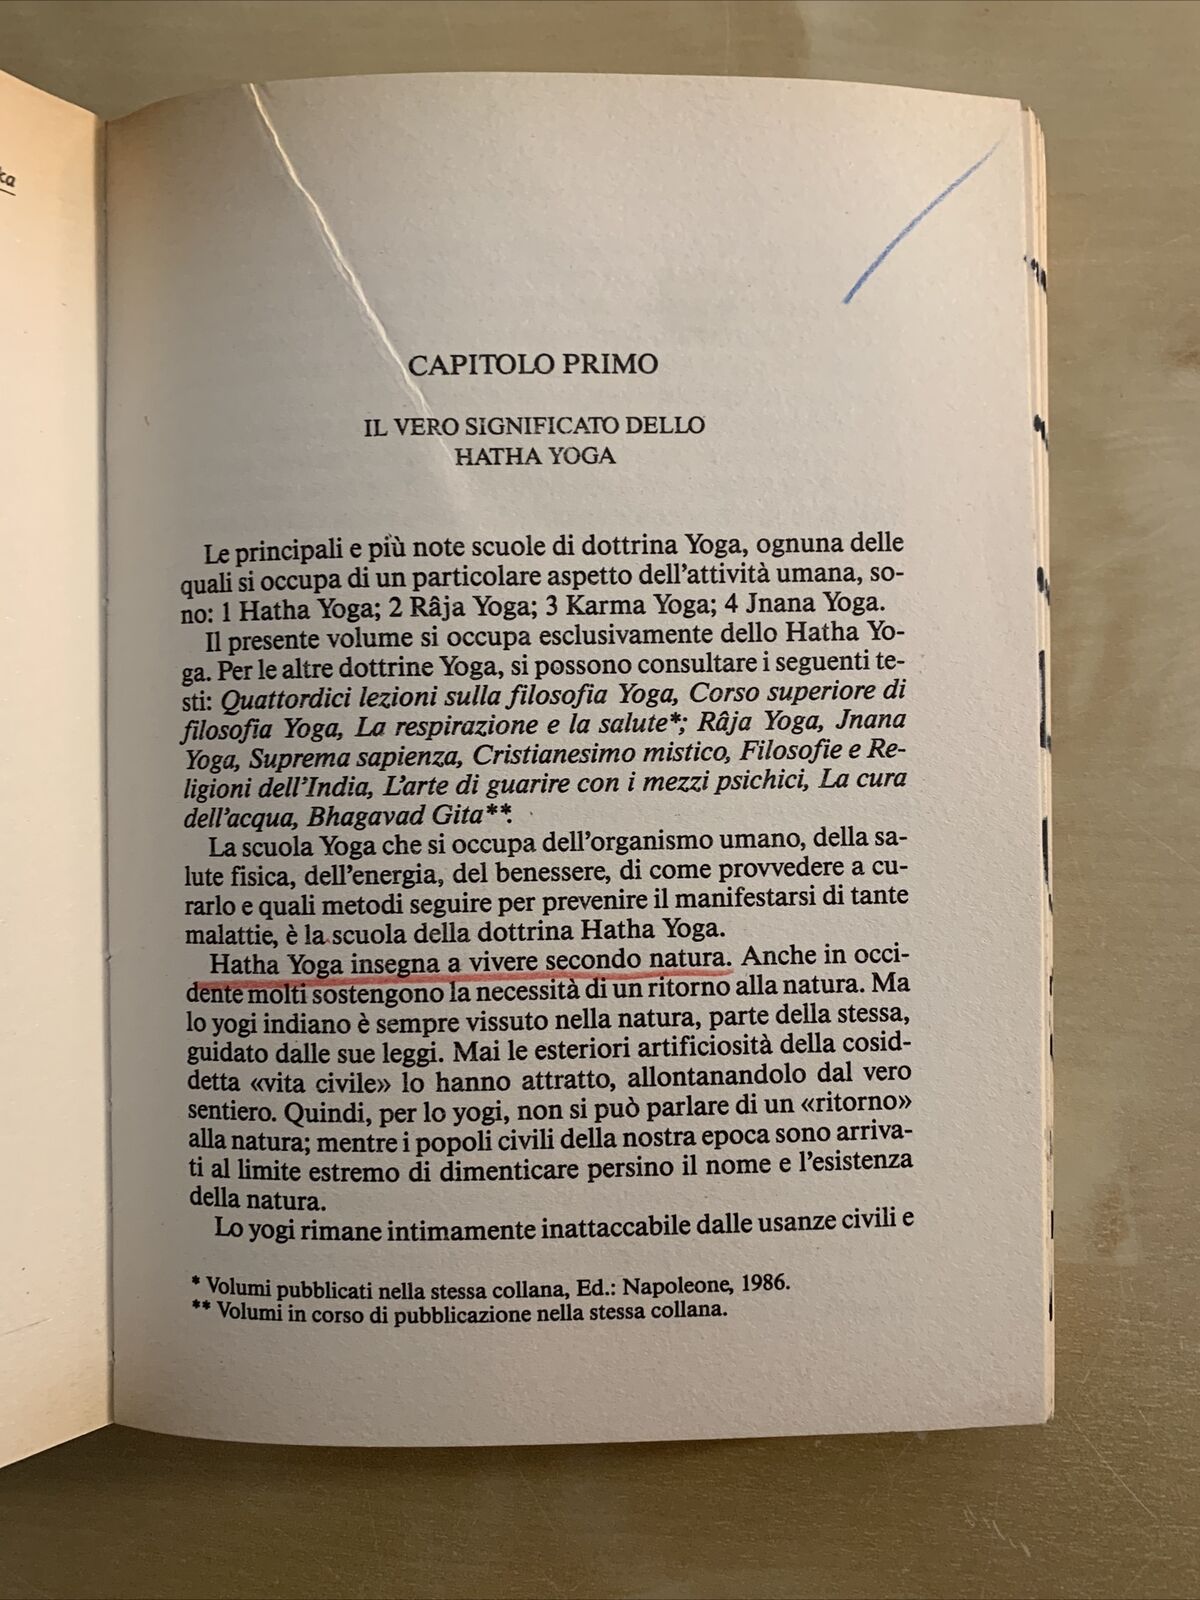 ka
CAPITOLO PRIMO
IL VERO SIGNIFICATO DELLO
HATHA YOGA
Le principali e più note scuole di dottrina Yoga, ognuna delle
quali si occupa di un particolare aspetto dell'attività umana, so-
no: 1 Hatha Yoga; 2 Râja Yoga; 3 Karma Yoga; 4 Jnana Yoga.
Il presente volume si occupa esclusivamente dello Hatha Yo-
ga. Per le altre dottrine Yoga, si possono consultare i seguenti te-
sti: Quattordici lezioni sulla filosofia Yoga, Corso superiore di
filosofia Yoga, La respirazione e la salute*; Râja Yoga, Jnana
Yoga, Suprema sapienza, Cristianesimo mistico, Filosofie e Re-
ligioni dell'India, L'arte di guarire con i mezzi psichici, La cura
dell'acqua, Bhagavad Gita**.
La scuola Yoga che si occupa dell'organismo umano, della sa-
lute fisica, dell'energia, del benessere, di come provvedere a cu-
rarlo e quali metodi seguire per prevenire il manifestarsi di tante
malattie, è la scuola della dottrina Hatha Yoga.
Hatha Yoga insegna a vivere secondo natura. Anche in occi-
dente molti sostengono la necessità di un ritorno alla natura. Ma
lo yogi indiano è sempre vissuto nella natura, parte della stessa,
guidato dalle sue leggi. Mai le esteriori artificiosità della cosid-
detta «vita civile» lo hanno attratto, allontanandolo dal vero
sentiero. Quindi, per lo yogi, non si può parlare di un «ritorno»
alla natura; mentre i popoli civili della nostra epoca sono arriva-
ti al limite estremo di dimenticare persino il nome e l'esistenza
della natura.
Lo yogi rimane intimamente inattaccabile dalle usanze civili e
* Volumi pubblicati nella stessa collana, Ed.: Napoleone, 1986.
** Volumi in corso di pubblicazione nella stessa collana.